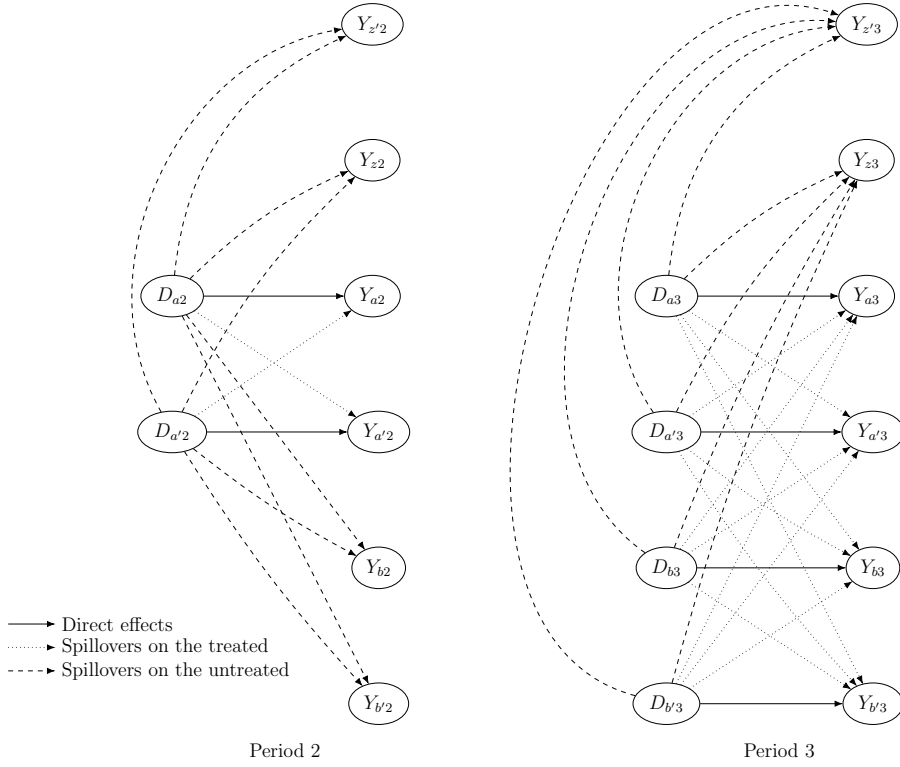 Y_{z'2}
Y_{z'3}
Y_{z2}
Y_{z3}
D_{a2}
Y_{a2}
D_{a3}
Y_{a3}
D_{a'2}
Y_{a'2}
D_{a'3}
Y_{a'3}
Y_{b2}
D_{b3}
Y_{b3}
Direct effects
Spillovers on the treated
Spillovers on the untreated
Y_{b'2}
D_{b'3}
Y_{b'3}
Period 2
Period 3